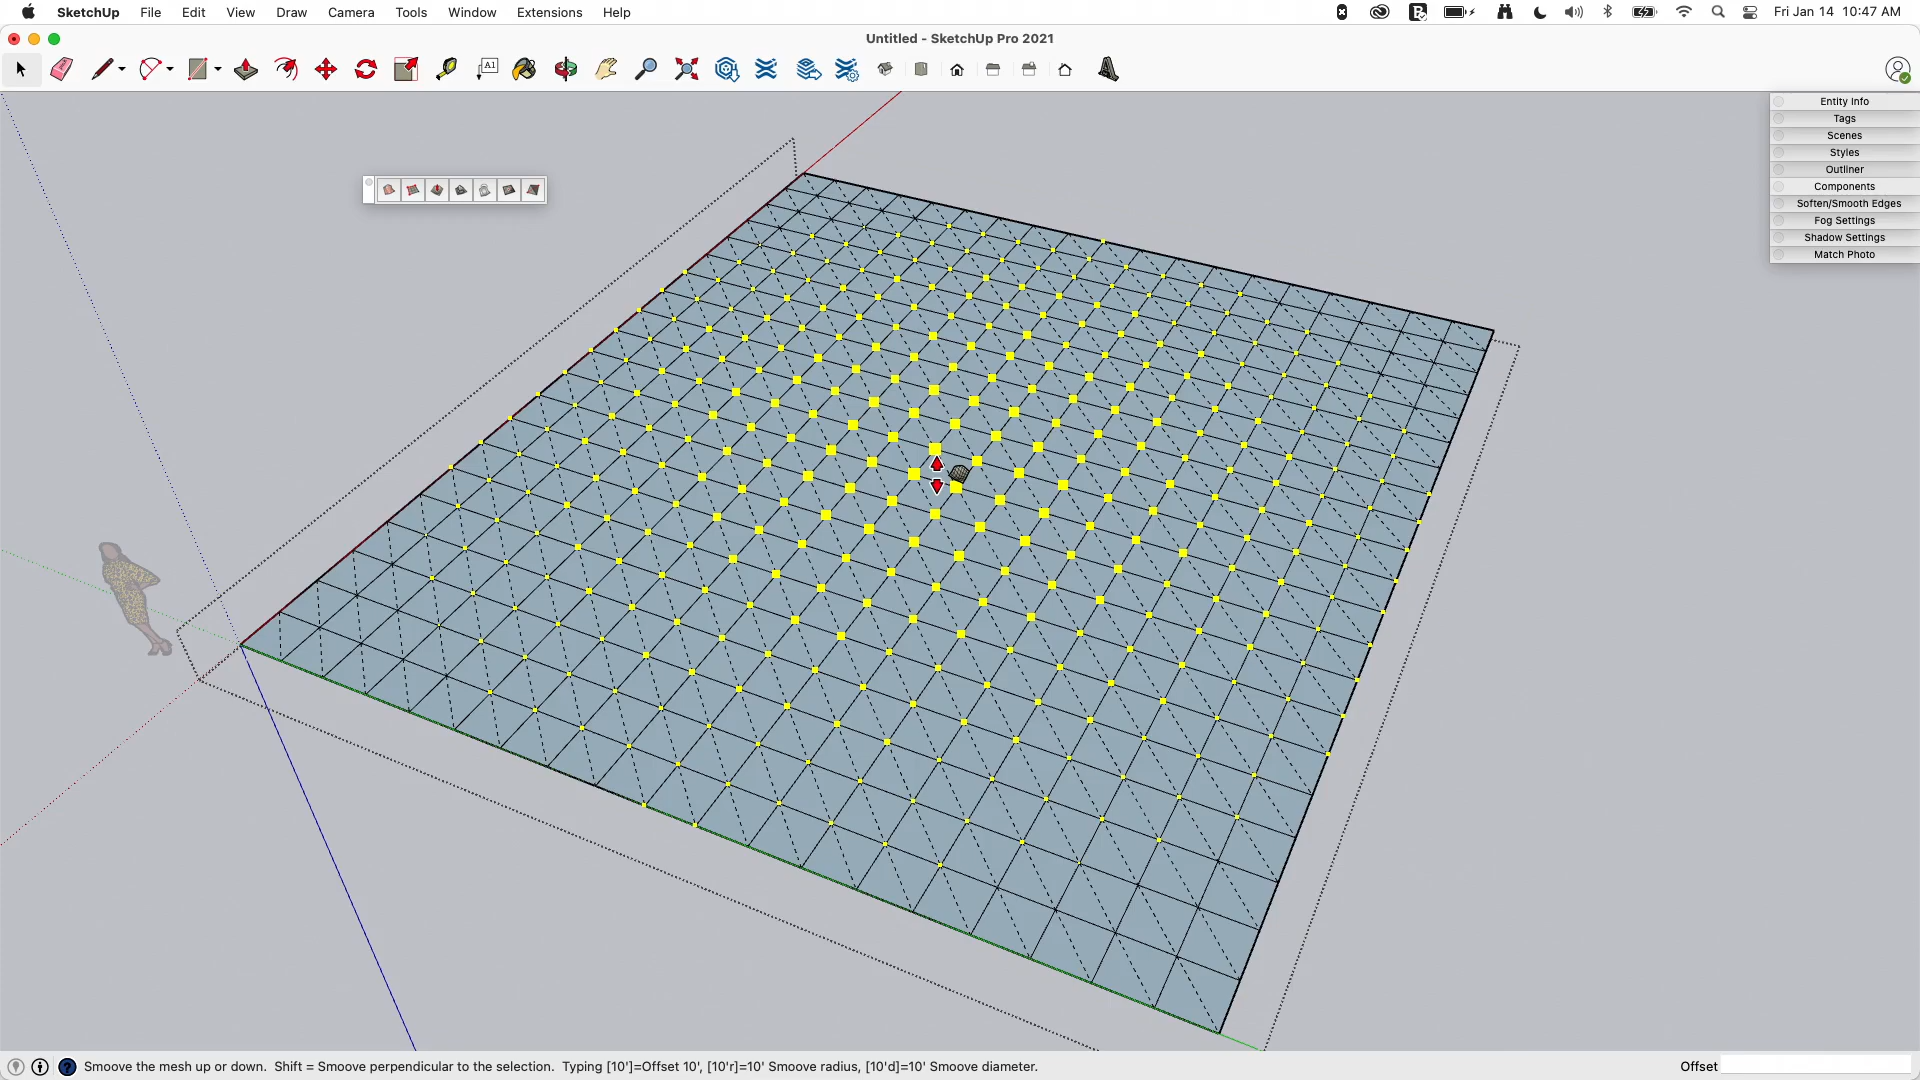 SketchUp File Edit View Draw Camera Tools Window Extensions Help Fri Jan 14 10:47 AM
Untitled - SketchUp Pro 2021
A1
Entity Info
Tags
Scenes
Styles
Outliner
Components
Soften/Smooth Edges
Fog Settings
Shadow Settings
Match Photo
Smoove the mesh up or down. Shift = Smoove perpendicular to the selection. Typing [10']=Offset 10', [10'r]=10' Smoove radius, [10'd]=10' Smoove diameter.
Offset